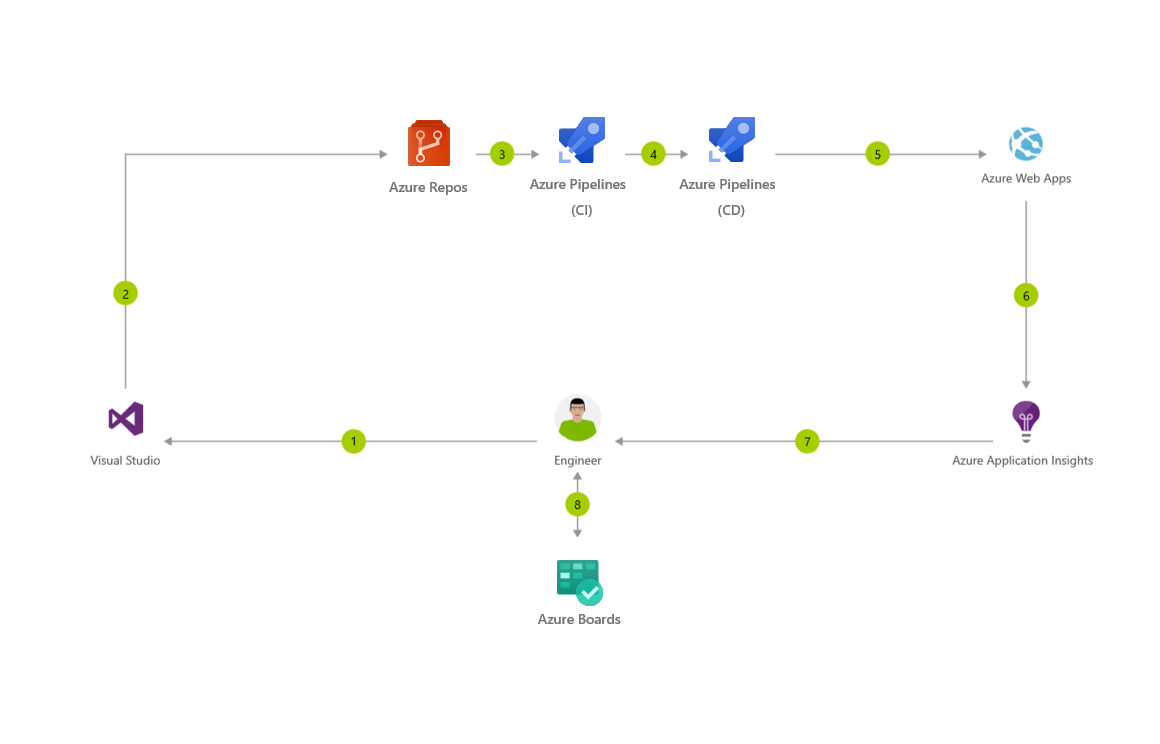 Azure Repos
3
Azure Pipelines
(CI)
4
Azure Pipelines
(CD)
5
Azure Web Apps
2
6
Visual Studio
1
Engineer
7
Azure Application Insights
8
Azure Boards